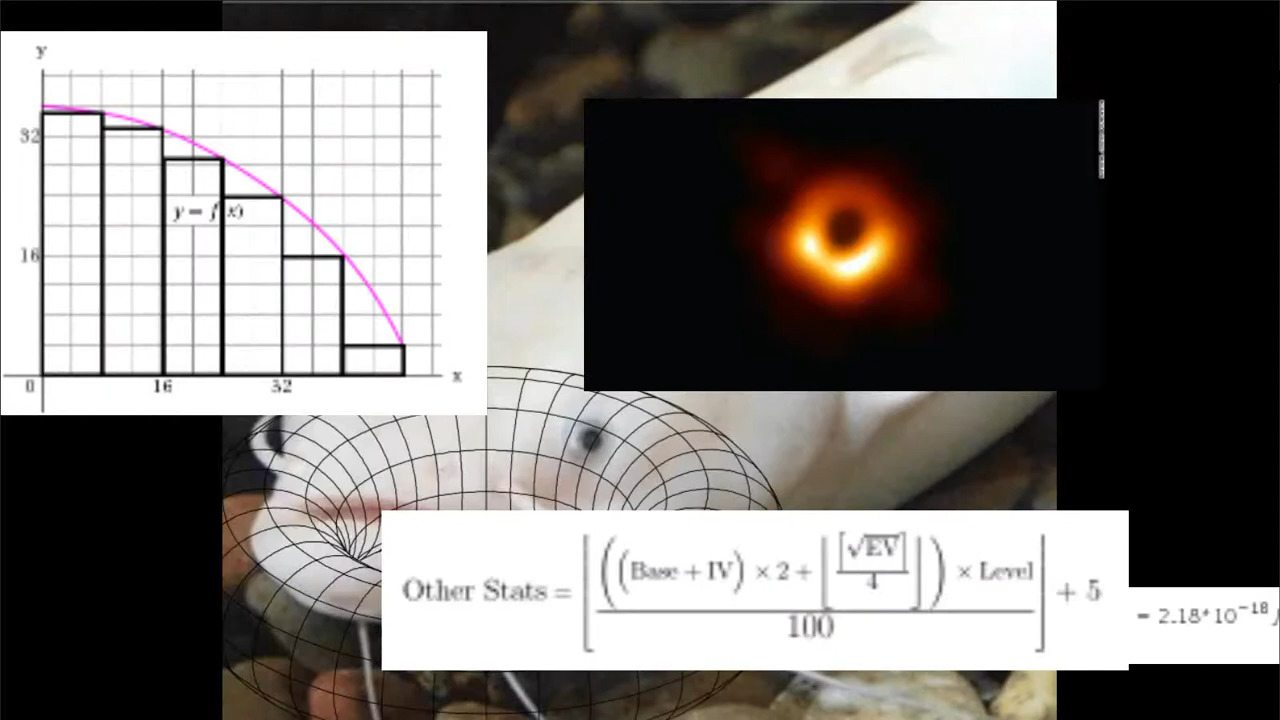 y
32
y = f(x)
16
0
16
32
x
Other Stats = ⌊(((Base + IV) × 2 + ⌊⌈√EV⌉/4⌋) × Level)/100⌋ + 5
= 2.18*10^-18 J